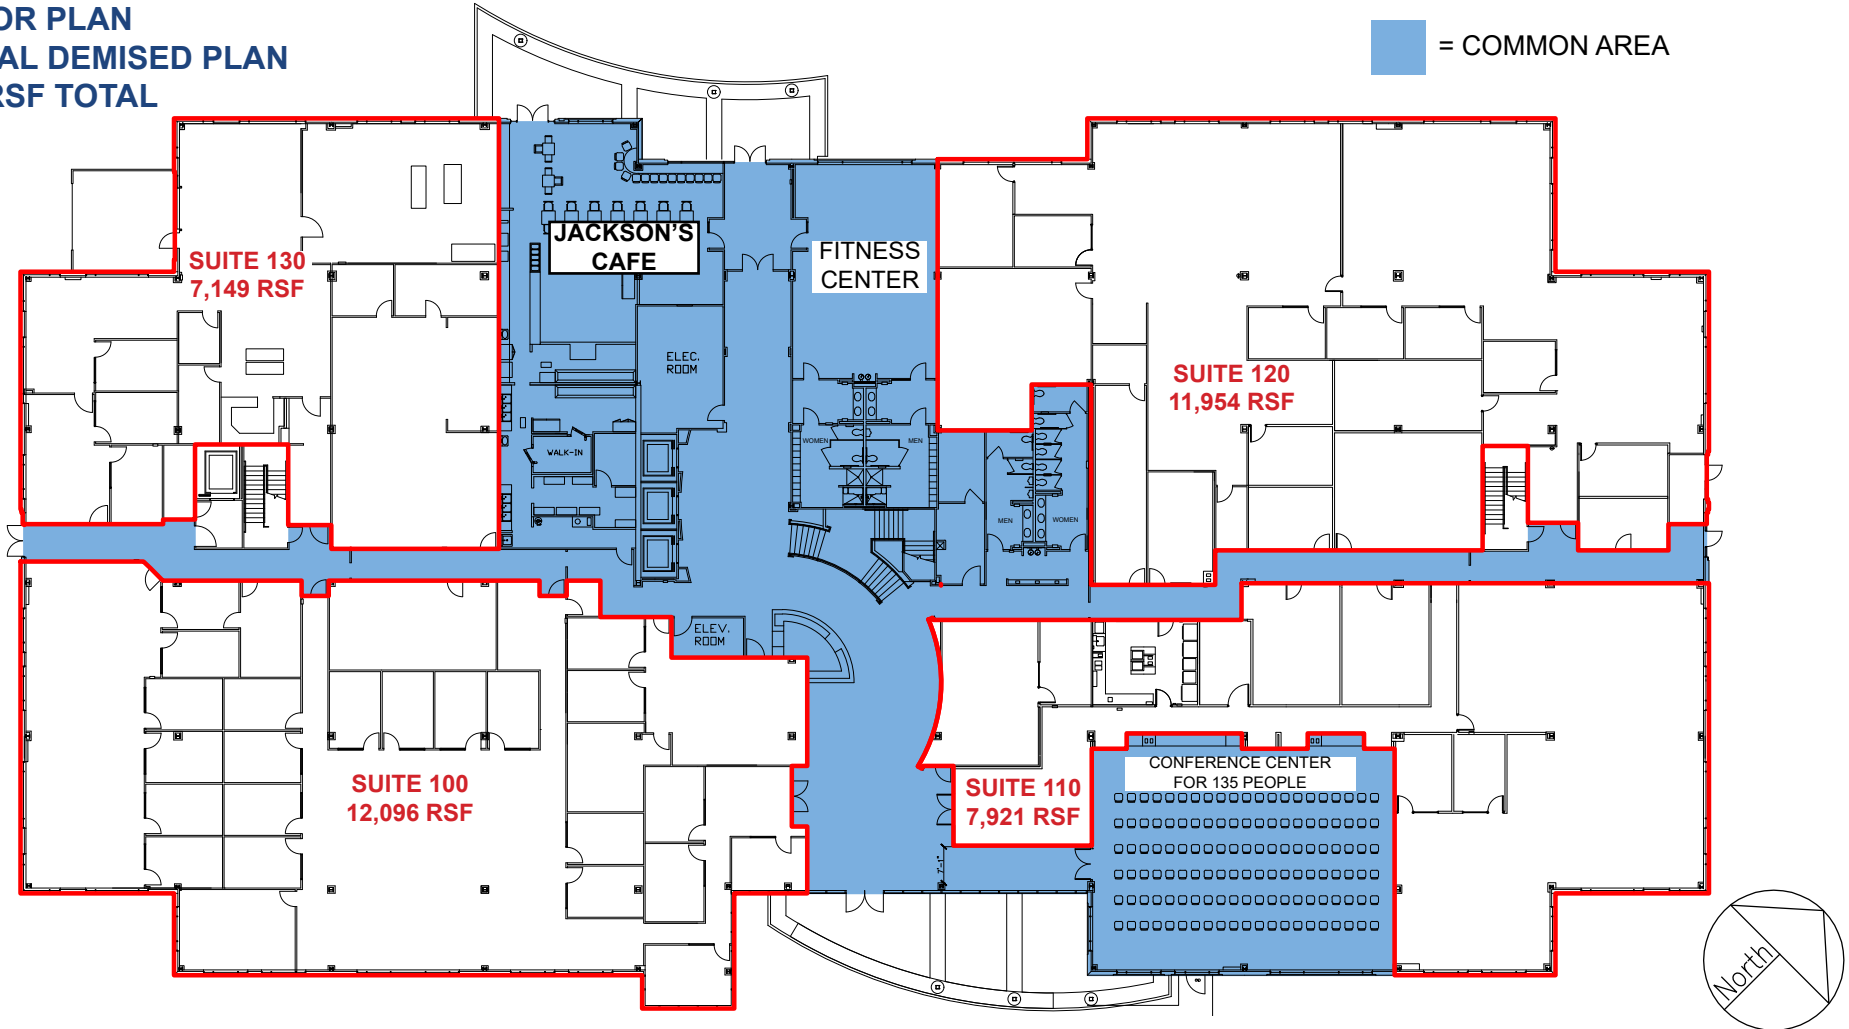 OR PLAN
AL DEMISED PLAN
RSF TOTAL
= COMMON AREA
SUITE 130
7,149 RSF
JACKSON'S
CAFE
FITNESS
CENTER
ELEC.
ROOM
SUITE 120
11,954 RSF
WALK-IN
WOMEN
MEN
MEN
WOMEN
ELEV.
ROOM
SUITE 100
12,096 RSF
SUITE 110
7,921 RSF
CONFERENCE CENTER
FOR 135 PEOPLE
7'-1"
North